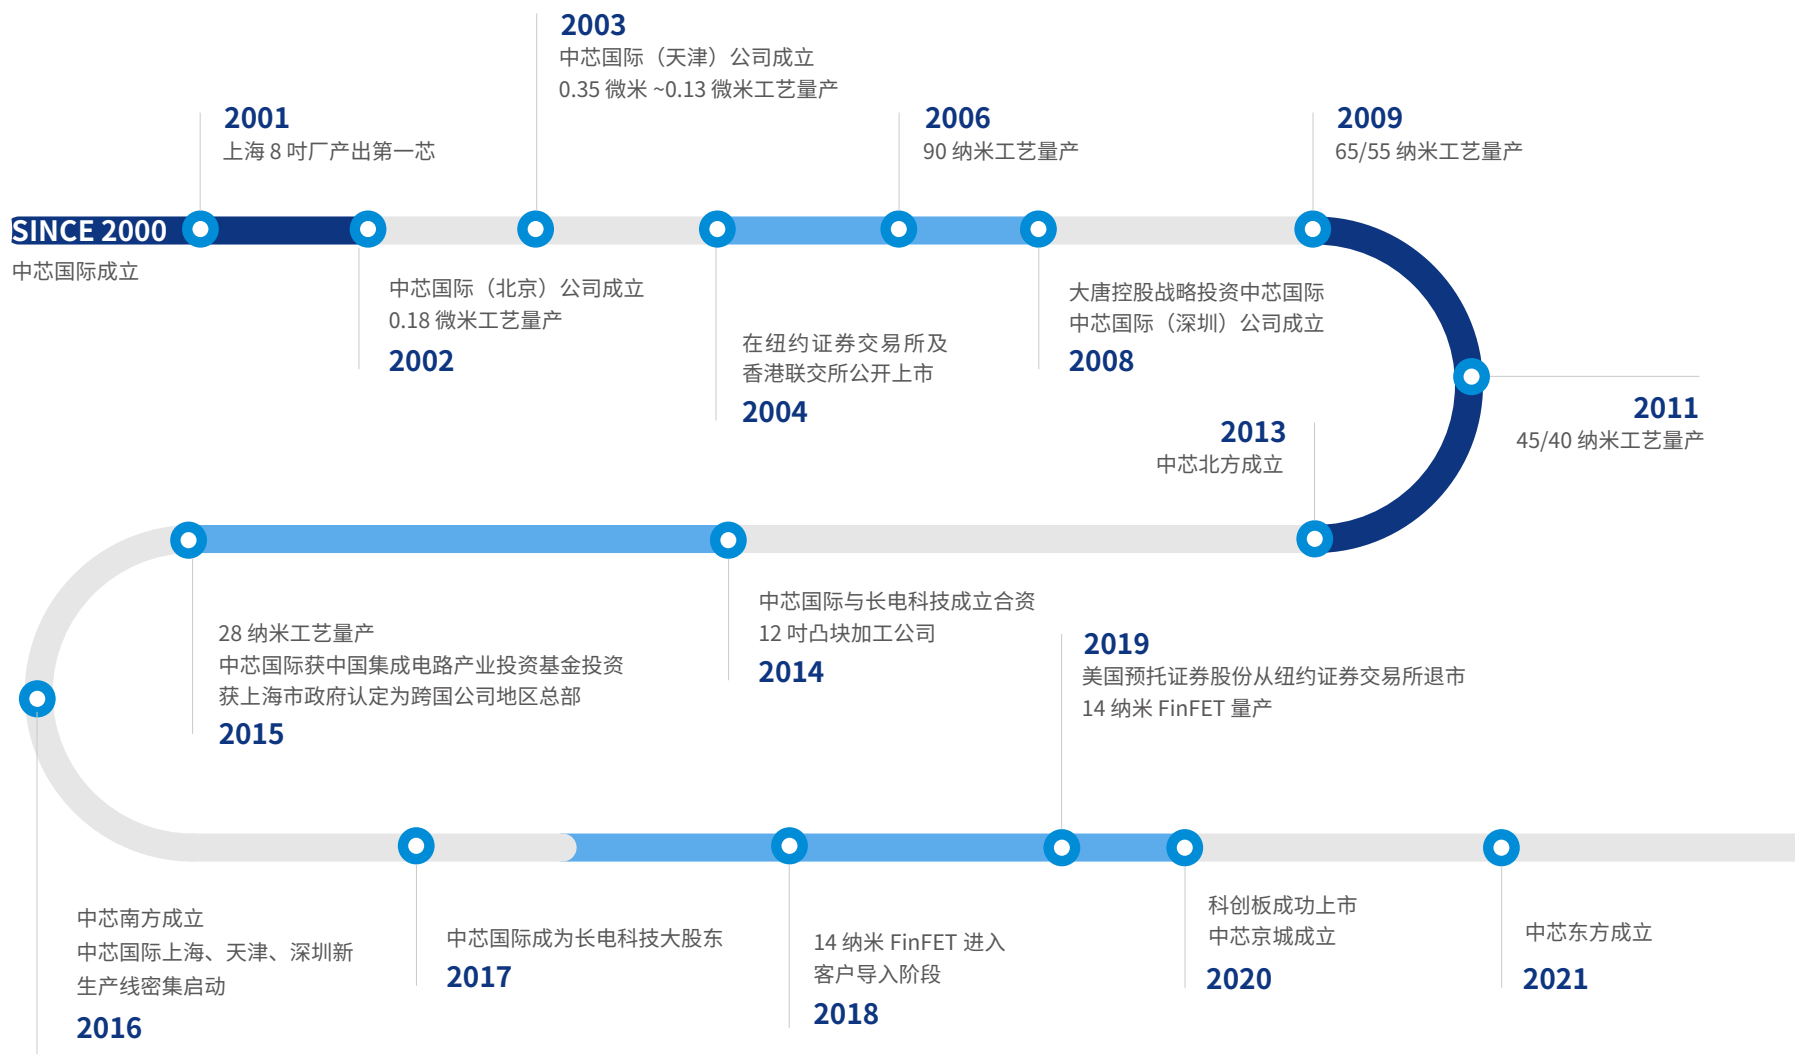 SINCE 2000
中芯国际成立
2001
上海 8 吋厂产出第一芯
中芯国际（北京）公司成立
0.18 微米工艺量产
2002
2003
中芯国际（天津）公司成立
0.35 微米 ~0.13 微米工艺量产
在纽约证券交易所及
香港联交所公开上市
2004
2006
90 纳米工艺量产
大唐控股战略投资中芯国际
中芯国际（深圳）公司成立
2008
2009
65/55 纳米工艺量产
2011
45/40 纳米工艺量产
2013
中芯北方成立
中芯国际与长电科技成立合资
12 吋凸块加工公司
2014
28 纳米工艺量产
中芯国际获中国集成电路产业投资基金投资
获上海市政府认定为跨国公司地区总部
2015
中芯南方成立
中芯国际上海、天津、深圳新
生产线密集启动
2016
中芯国际成为长电科技大股东
2017
14 纳米 FinFET 进入
客户导入阶段
2018
2019
美国预托证券股份从纽约证券交易所退市
14 纳米 FinFET 量产
科创板成功上市
中芯京城成立
2020
中芯东方成立
2021